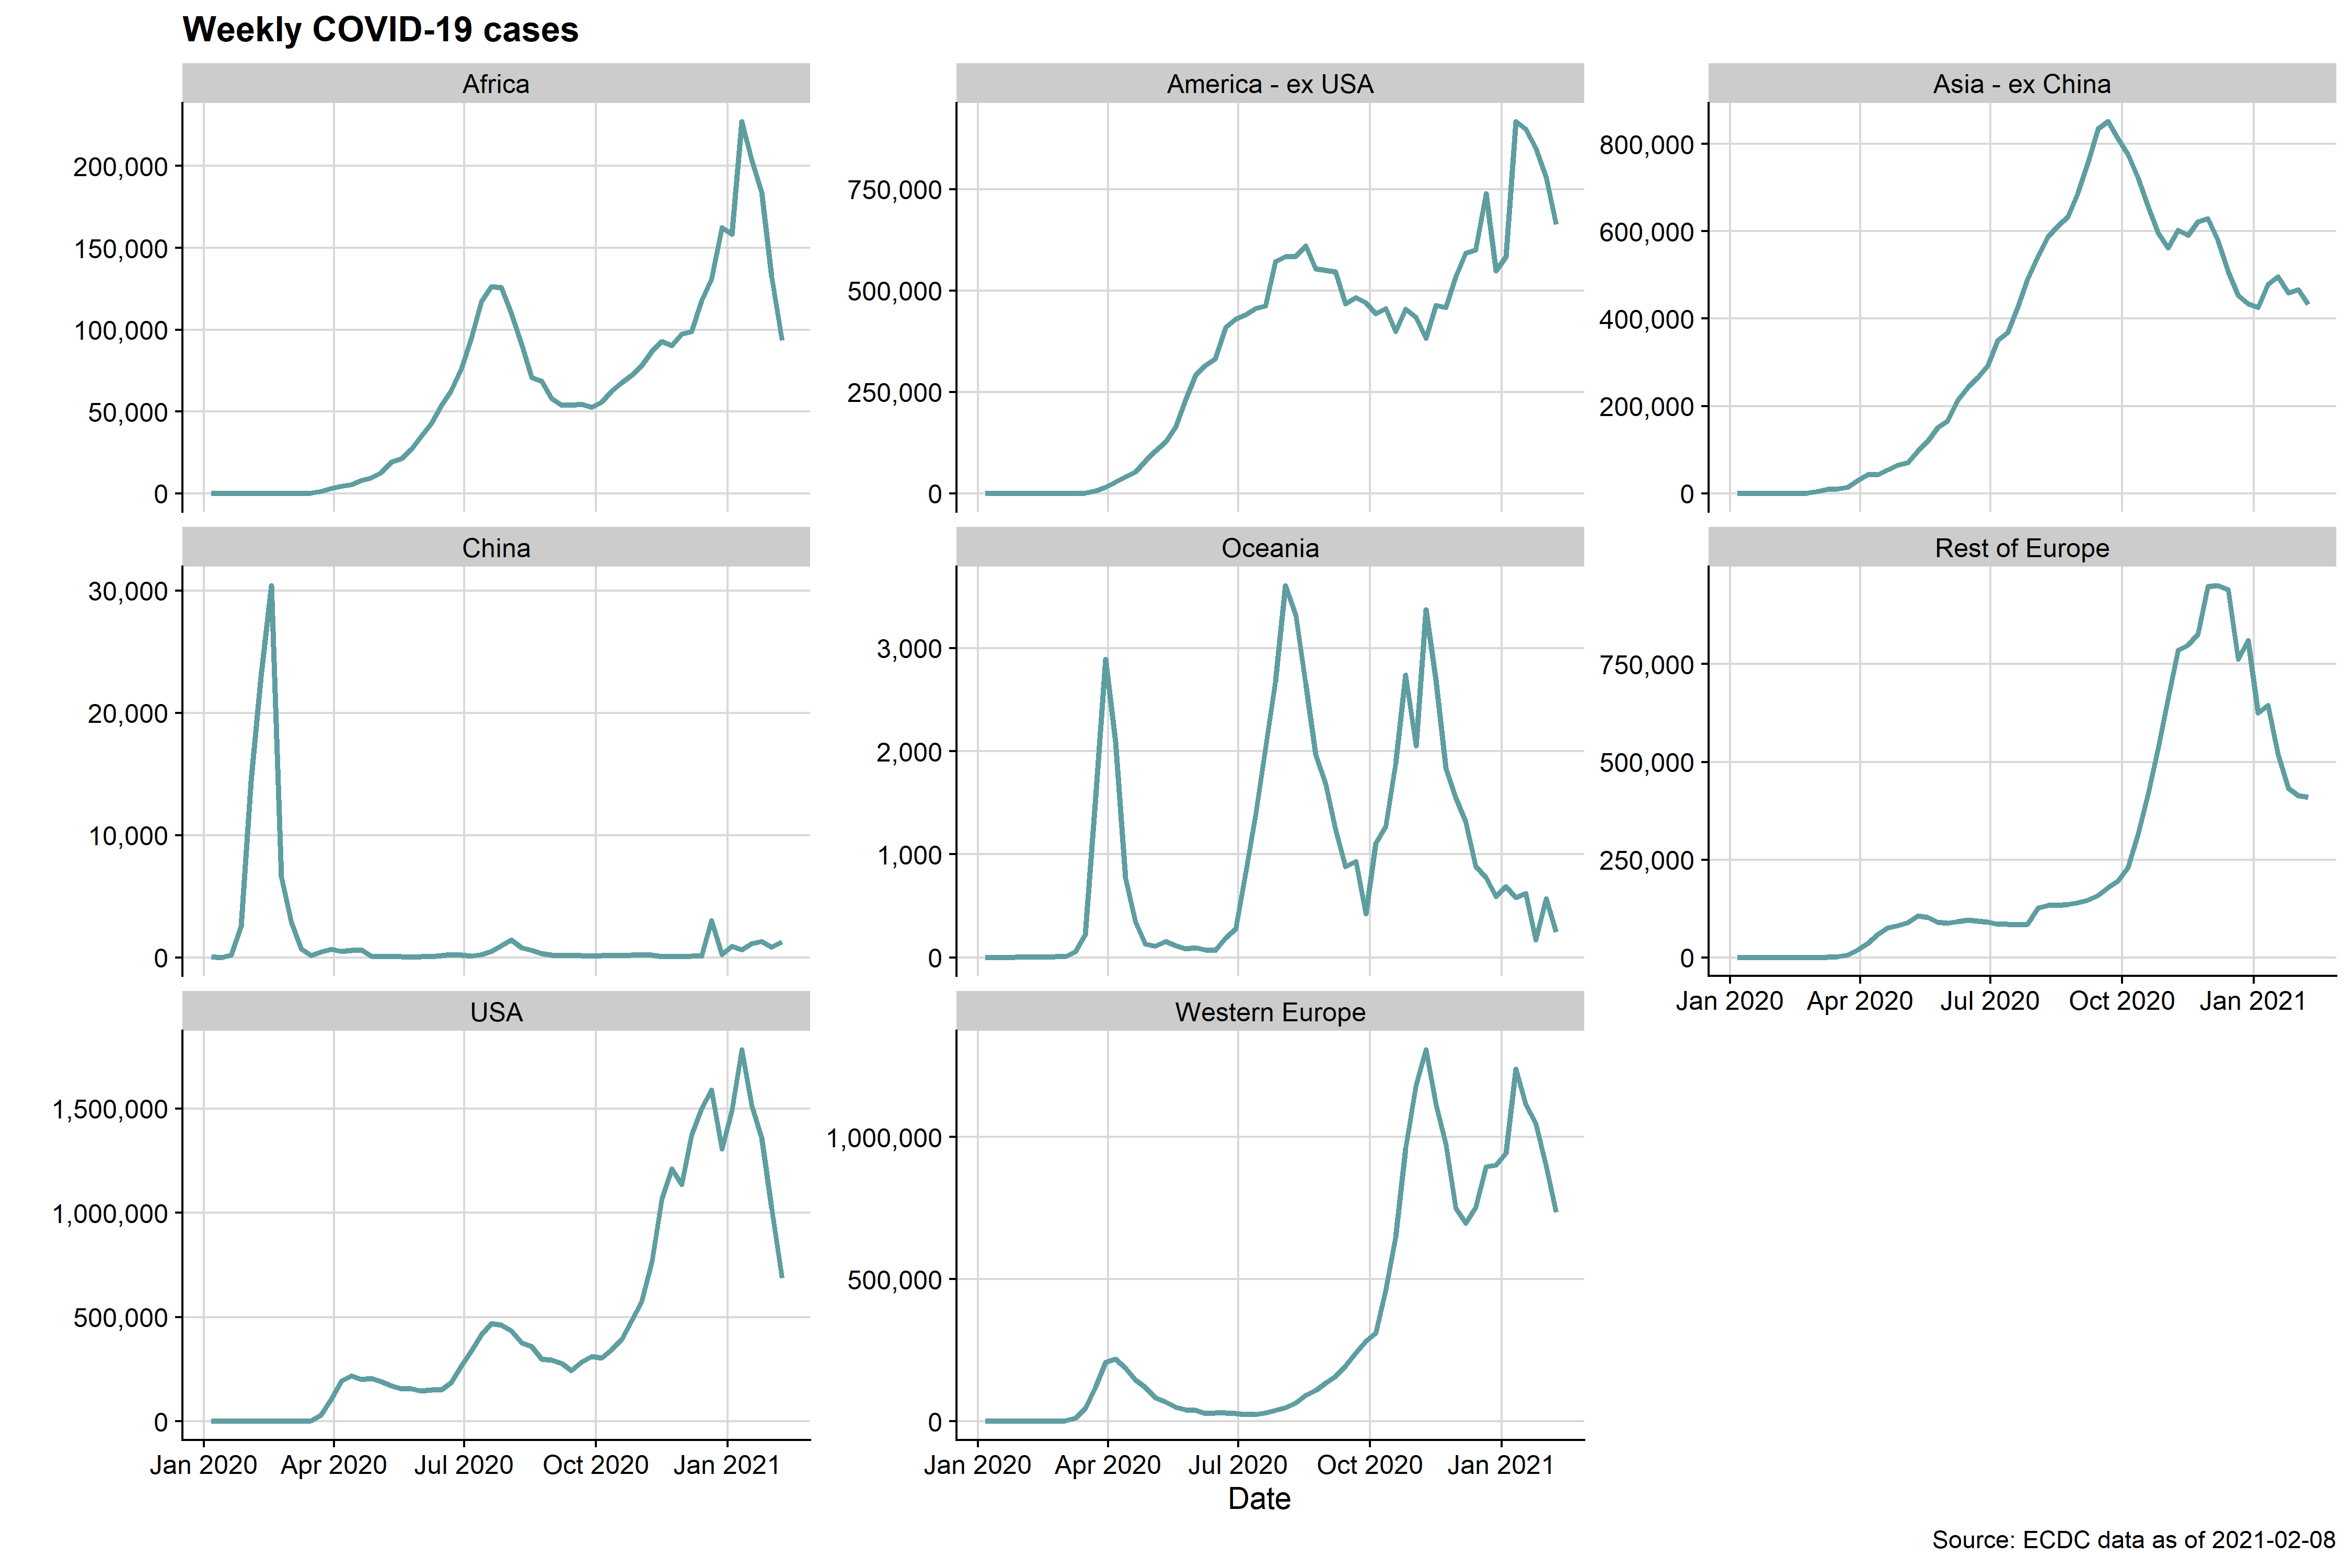 Weekly COVID-19 cases
Africa
America - ex USA
Asia - ex China
200,000
150,000
100,000
50,000
0
750,000
500,000
250,000
0
800,000
600,000
400,000
200,000
0
China
Oceania
Rest of Europe
30,000
20,000
10,000
0
3,000
2,000
1,000
0
750,000
500,000
250,000
0
Jan 2020 Apr 2020 Jul 2020 Oct 2020 Jan 2021
USA
Western Europe
1,500,000
1,000,000
500,000
0
1,000,000
500,000
0
Jan 2020 Apr 2020 Jul 2020 Oct 2020 Jan 2021
Jan 2020 Apr 2020 Jul 2020 Oct 2020 Jan 2021
Date
Source: ECDC data as of 2021-02-08